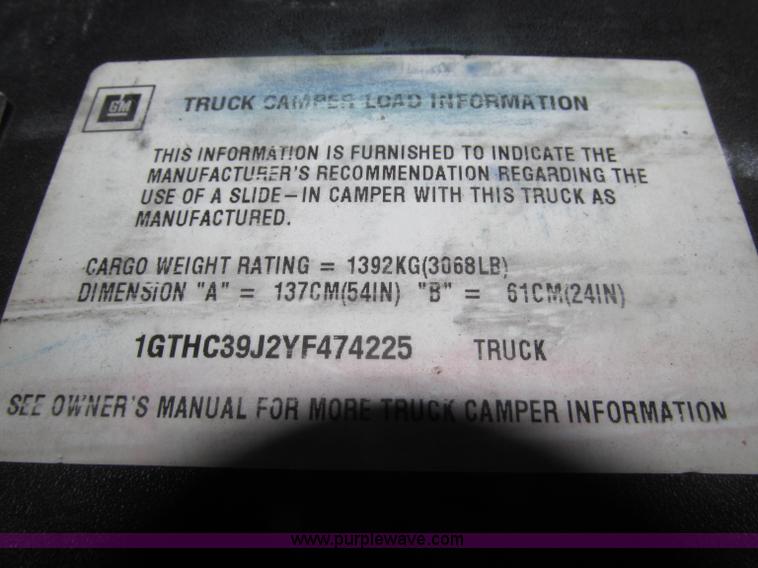 GM
TRUCK CAMPER LOAD INFORMATION
THIS INFORMATION IS FURNISHED TO INDICATE THE
MANUFACTURER'S RECOMMENDATION REGARDING THE
USE OF A SLIDE-IN CAMPER WITH THIS TRUCK AS
MANUFACTURED.
CARGO WEIGHT RATING = 1392KG(3068LB)
DIMENSION "A" = 137CM(54IN) "B" = 61CM(24IN)
1GTHC39J2YF474225 TRUCK
SEE OWNER'S MANUAL FOR MORE TRUCK CAMPER INFORMATION
www.purplewave.com